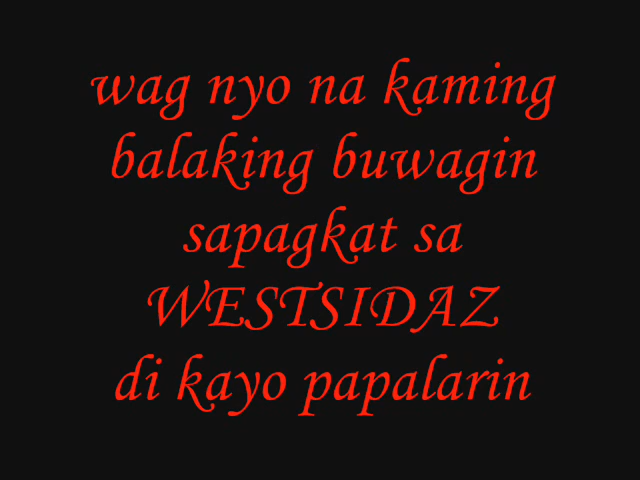 wag nyo na kaming
balaking buwagin
sapagkat sa
WESTSIDAZ
di kayo papalarin